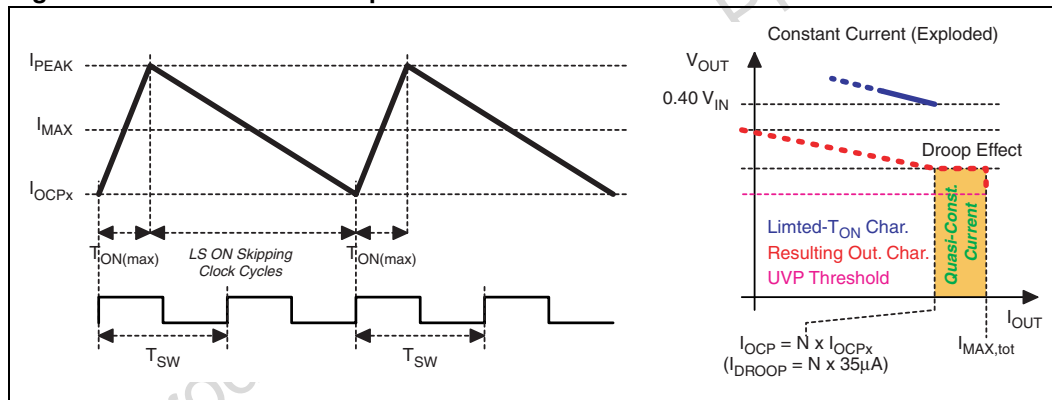 I_PEAK
I_MAX
I_OCPx
T_ON(max)
LS ON Skipping
Clock Cycles
T_ON(max)
T_SW
T_SW
Constant Current (Exploded)
V_OUT
0.40 V_IN
Droop Effect
Limted-T_ON Char.
Resulting Out. Char.
UVP Threshold
Quasi-Const.
Current
I_OUT
I_OCP = N x I_OCPx
(I_DROOP = N x 35μA)
I_MAX,tot